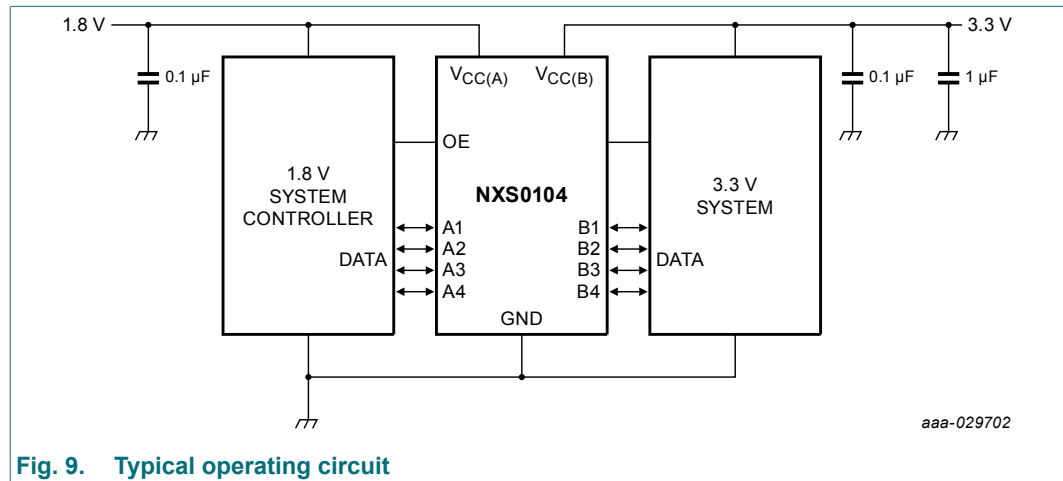 1.8 V
3.3 V
0.1 µF
VCC(A)
VCC(B)
0.1 µF
1 µF
OE
1.8 V
SYSTEM
CONTROLLER
NXS0104
3.3 V
SYSTEM
A1
B1
A2
B2
DATA
A3
B3
DATA
A4
B4
GND
aaa-029702
Fig. 9. Typical operating circuit